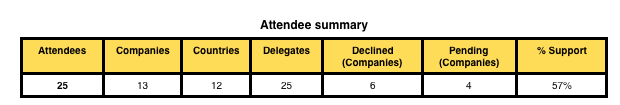 Attendee summary
Attendees Companies Countries Delegates Declined (Companies) Pending (Companies) % Support
25 13 12 25 6 4 57%